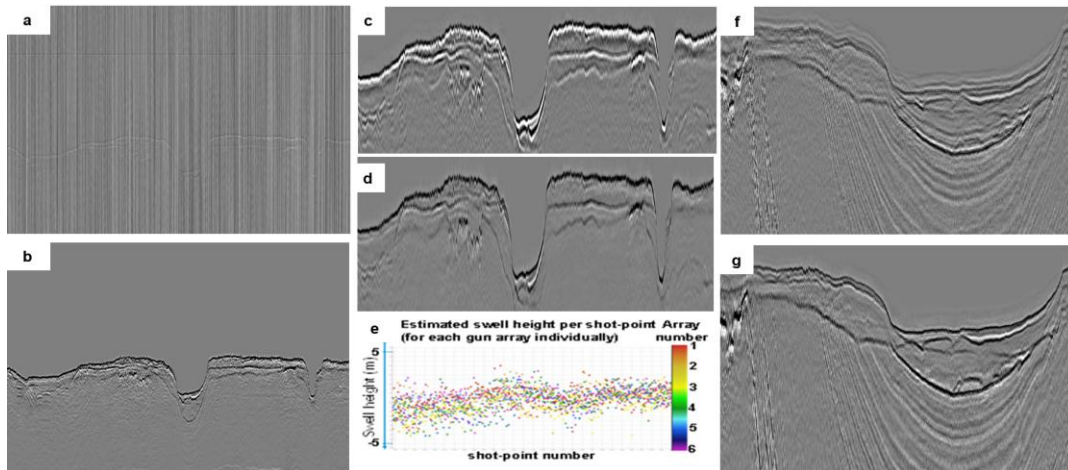 a
b
c
d
e
Estimated swell height per shot-point
(for each gun array individually)
Array
number
5
Swell height (m)
-5
shot-point number
1
2
3
4
5
6
f
g